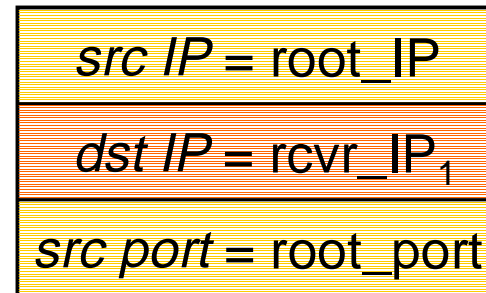 src IP = root_IP
dst IP = rcvr_IP₁
src port = root_port